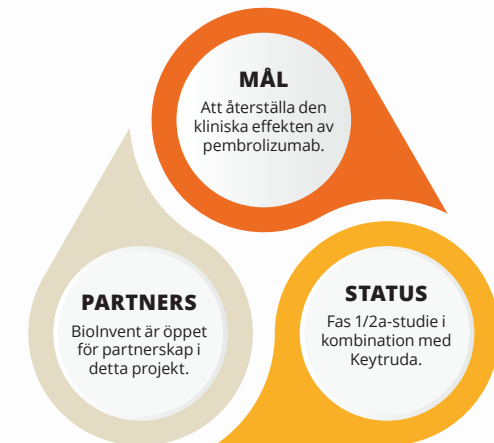 MÅL
Att återställa den
kliniska effekten av
pembrolizumab.
PARTNERS
BioInvent är öppet
för partnerskap i
detta projekt.
STATUS
Fas 1/2a-studie i
kombination med
Keytruda.